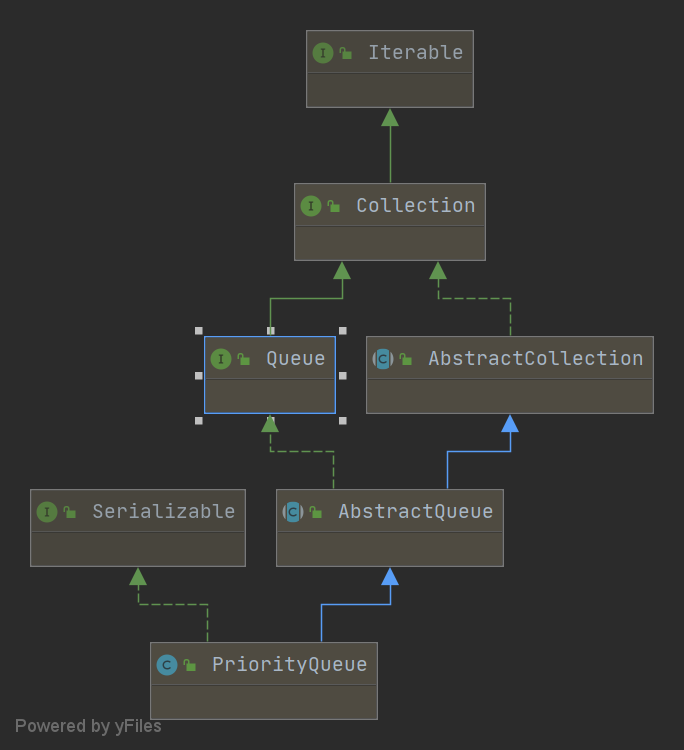 I Iterable
I Collection
I Queue
C AbstractCollection
I Serializable
C AbstractQueue
C PriorityQueue
Powered by yFiles